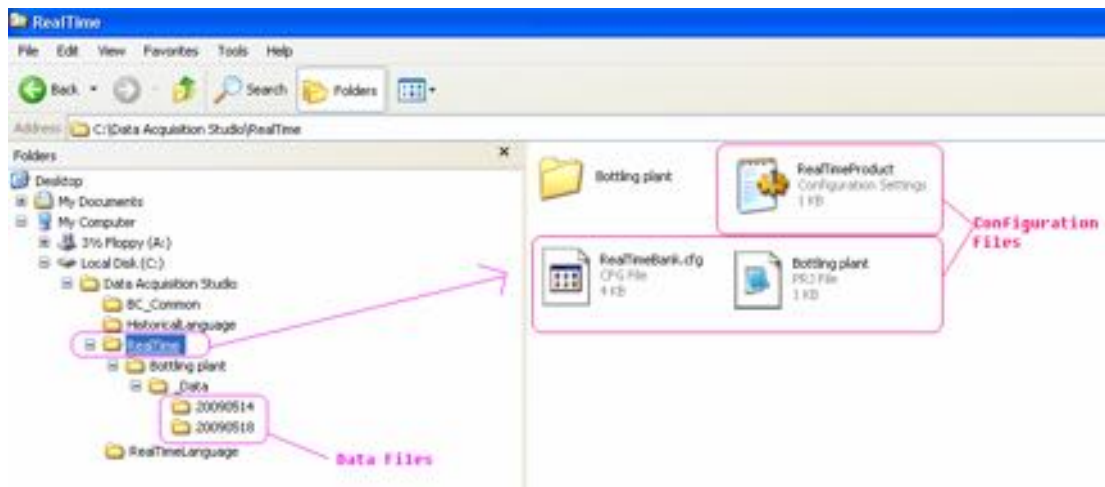 RealTime
File Edit View Favorites Tools Help
Back Search Folders
Address C:\Data Acquisition Studio\RealTime
Folders
Desktop
My Documents
My Computer
3½ Floppy (A:)
Local Disk (C:)
Data Acquisition Studio
BC_Common
HistoricalLanguage
RealTime
Bottling plant
_Data
20090514
20090518
RealTimeLanguage
Data Files
Bottling plant
RealTimeProduct
Configuration Settings
1 KB
RealTimeBank.cfg
CFG File
4 KB
Bottling plant
PRJ File
1 KB
Configuration
Files